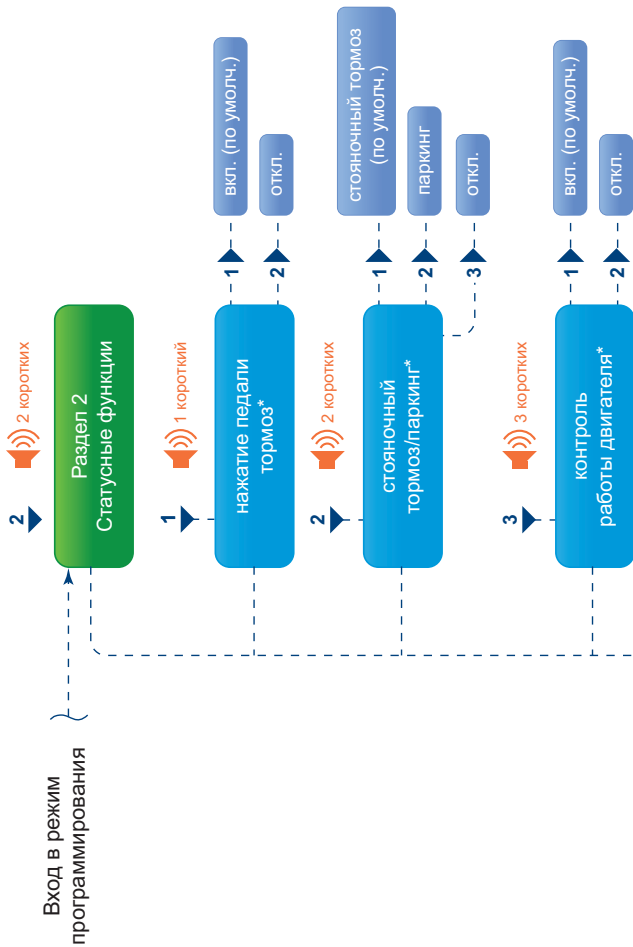 Вход в режим
программирования
2
2 коротких
Раздел 2
Статусные функции
1
1 короткий
нажатие педали
тормоз*
1
вкл. (по умолч.)
2
откл.
2
2 коротких
стояночный
тормоз/паркинг*
1
стояночный тормоз
(по умолч.)
2
паркинг
3
откл.
3
3 коротких
контроль
работы двигателя*
1
вкл. (по умолч.)
2
откл.